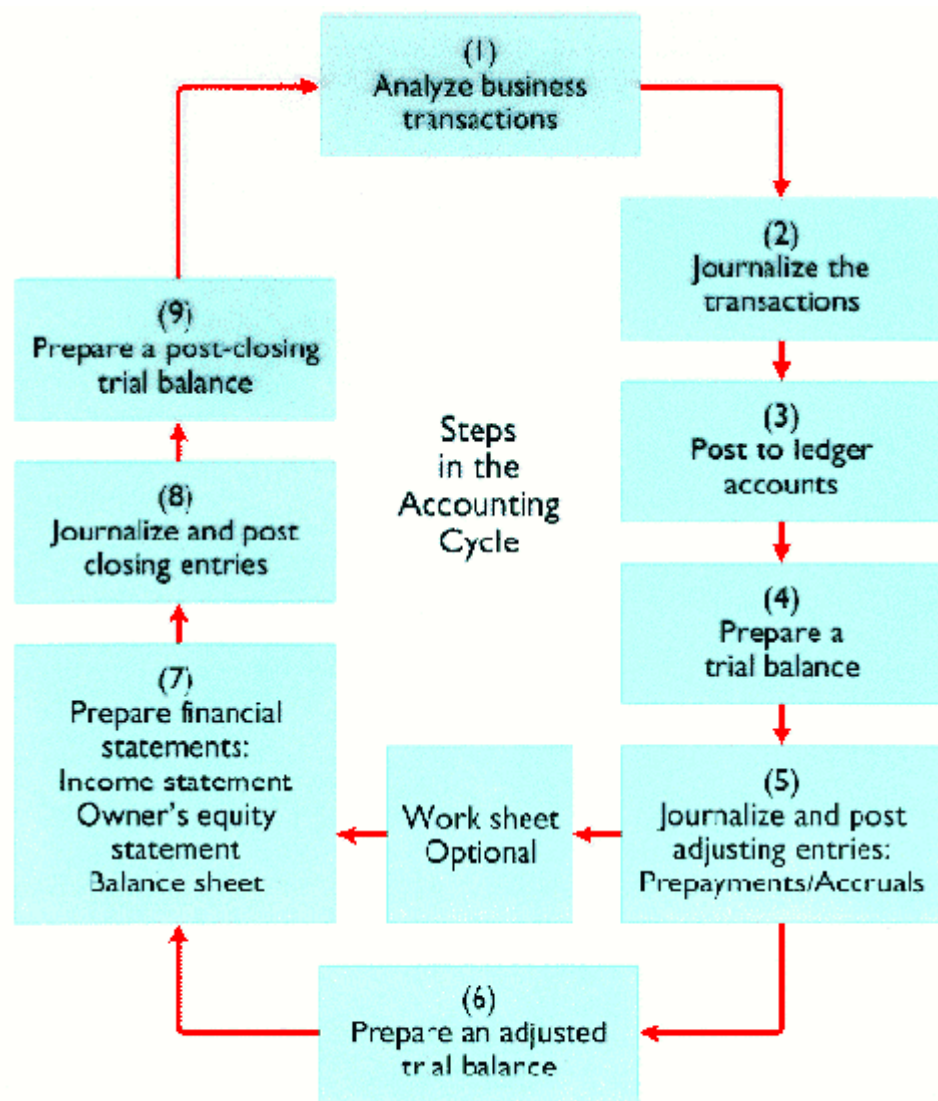 (1)
Analyze business
transactions
(2)
Journalize the
transactions
(3)
Post to ledger
accounts
(4)
Prepare a
trial balance
(5)
Journalize and post
adjusting entries:
Prepayments/Accruals
Work sheet
Optional
(6)
Prepare an adjusted
trial balance
(7)
Prepare financial
statements:
Income statement
Owner's equity
statement
Balance sheet
(8)
Journalize and post
closing entries
(9)
Prepare a post-closing
trial balance
Steps
in the
Accounting
Cycle